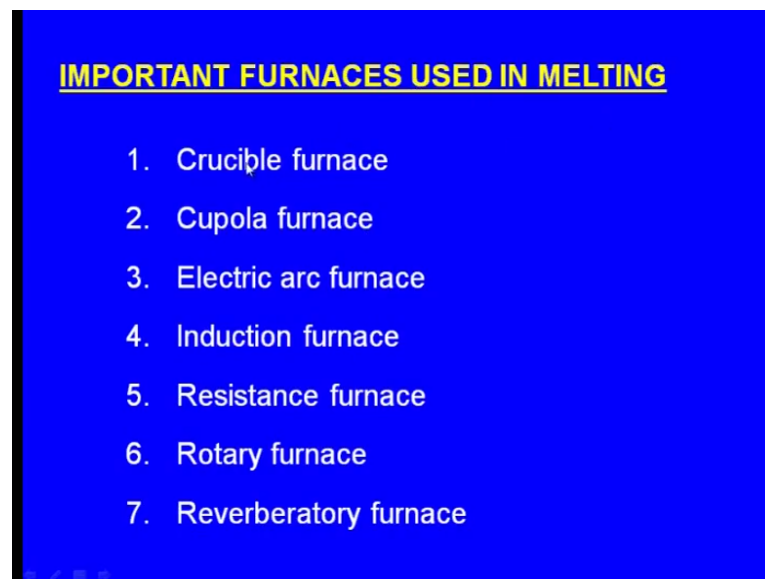 IMPORTANT FURNACES USED IN MELTING
1. Crucible furnace
2. Cupola furnace
3. Electric arc furnace
4. Induction furnace
5. Resistance furnace
6. Rotary furnace
7. Reverberatory furnace